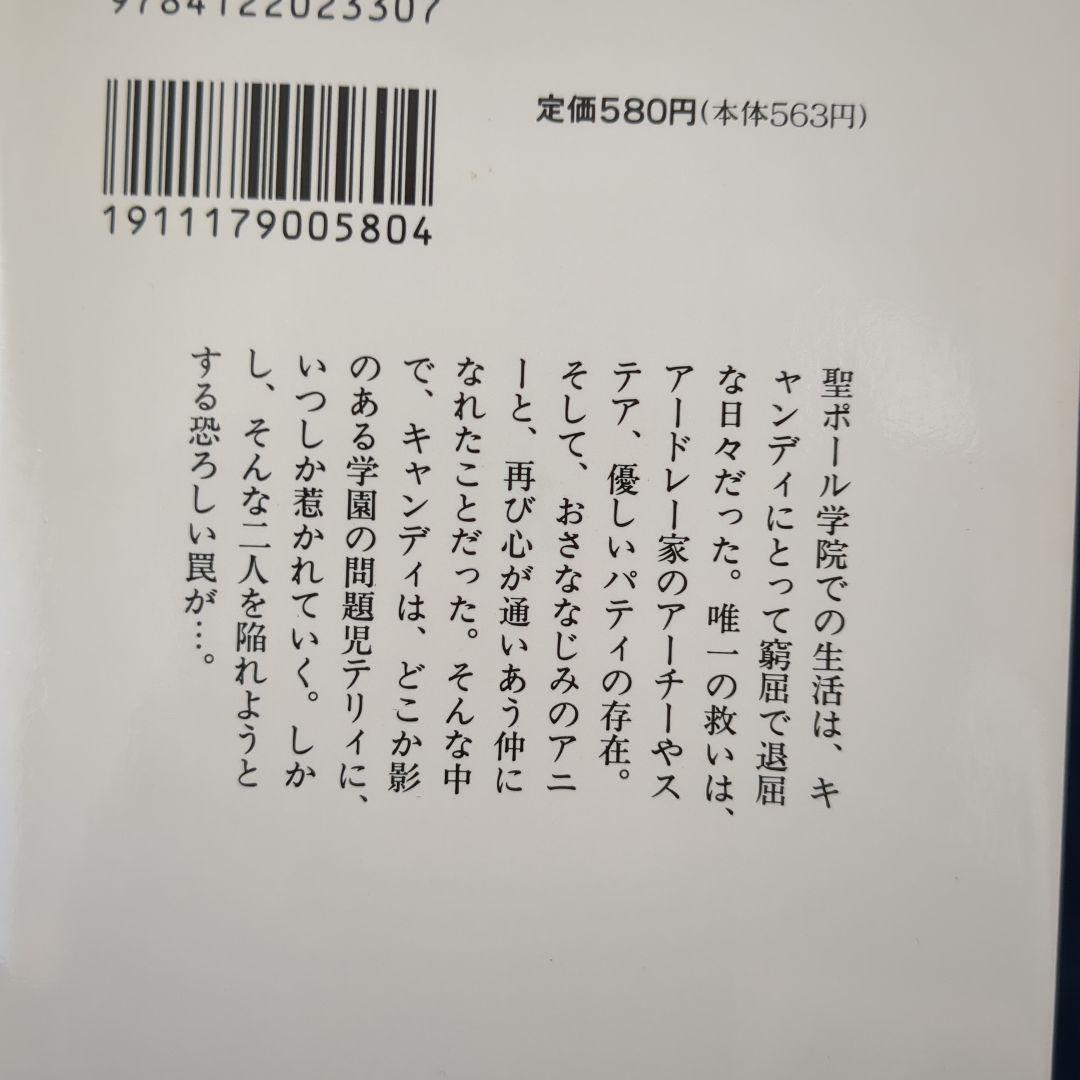 9784122023307
定価580円(本体563円)
1911179005804
聖ポール学院での生活は、キ
ャンディにとって窮屈で退屈
な日々だった。唯一の救いは、
アードレー家のアーチーやス
テア、優しいパティの存在。
そして、おさななじみのアニ
ーと、再び心が通いあう仲に
なれたことだった。そんな中
で、キャンディは、どこか影
のある学園の問題児テリィに、
いつしか惹かれていく。しか
し、そんな二人を陥れようと
する恐ろしい罠が…。